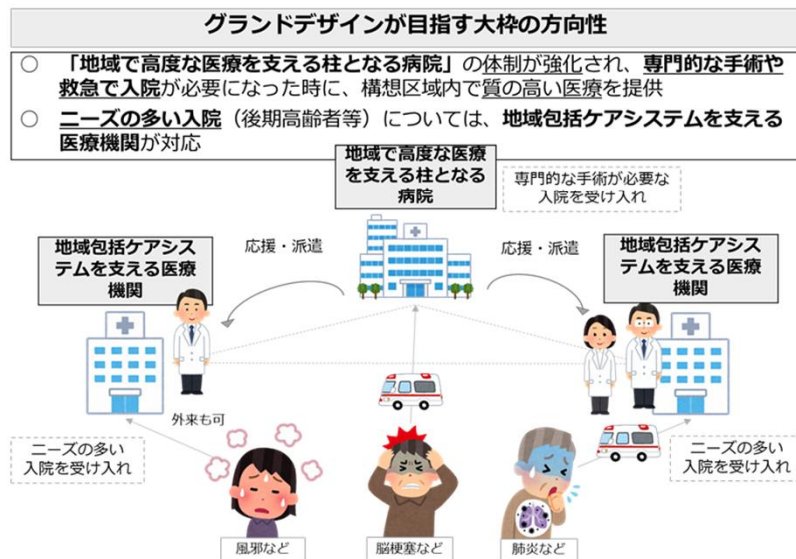 グランドデザインが目指す大枠の方向性
○ 「地域で高度な医療を支える柱となる病院」の体制が強化され、専門的な手術や
救急で入院が必要になった時に、構想区域内で質の高い医療を提供
○ ニーズの多い入院（後期高齢者等）については、地域包括ケアシステムを支える
医療機関が対応
地域で高度な医療
を支える柱となる
病院
専門的な手術が必要な
入院を受け入れ
地域包括ケアシス
テムを支える医療
機関
応援・派遣
応援・派遣
地域包括ケアシス
テムを支える医療
機関
外来も可
ニーズの多い
入院を受け入れ
ニーズの多い
入院を受け入れ
風邪など
脳梗塞など
肺炎など